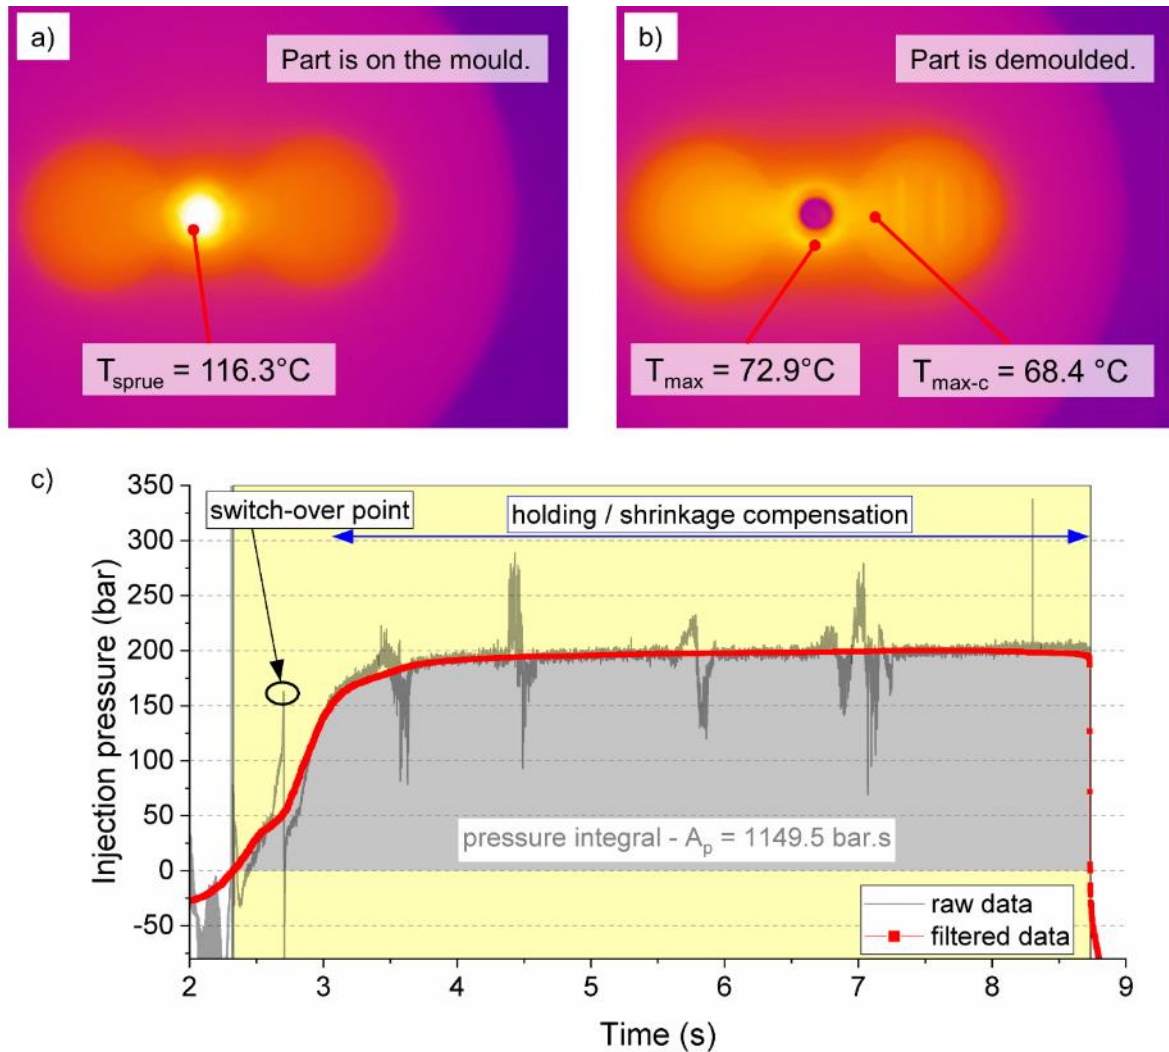 a)
Part is on the mould.
T_sprue = 116.3°C
b)
Part is demoulded.
T_max = 72.9°C
T_max-c = 68.4 °C
c)
Injection pressure (bar)
350
300
250
200
150
100
50
0
-50
switch-over point
holding / shrinkage compensation
pressure integral - A_p = 1149.5 bar.s
raw data
filtered data
2 3 4 5 6 7 8 9
Time (s)